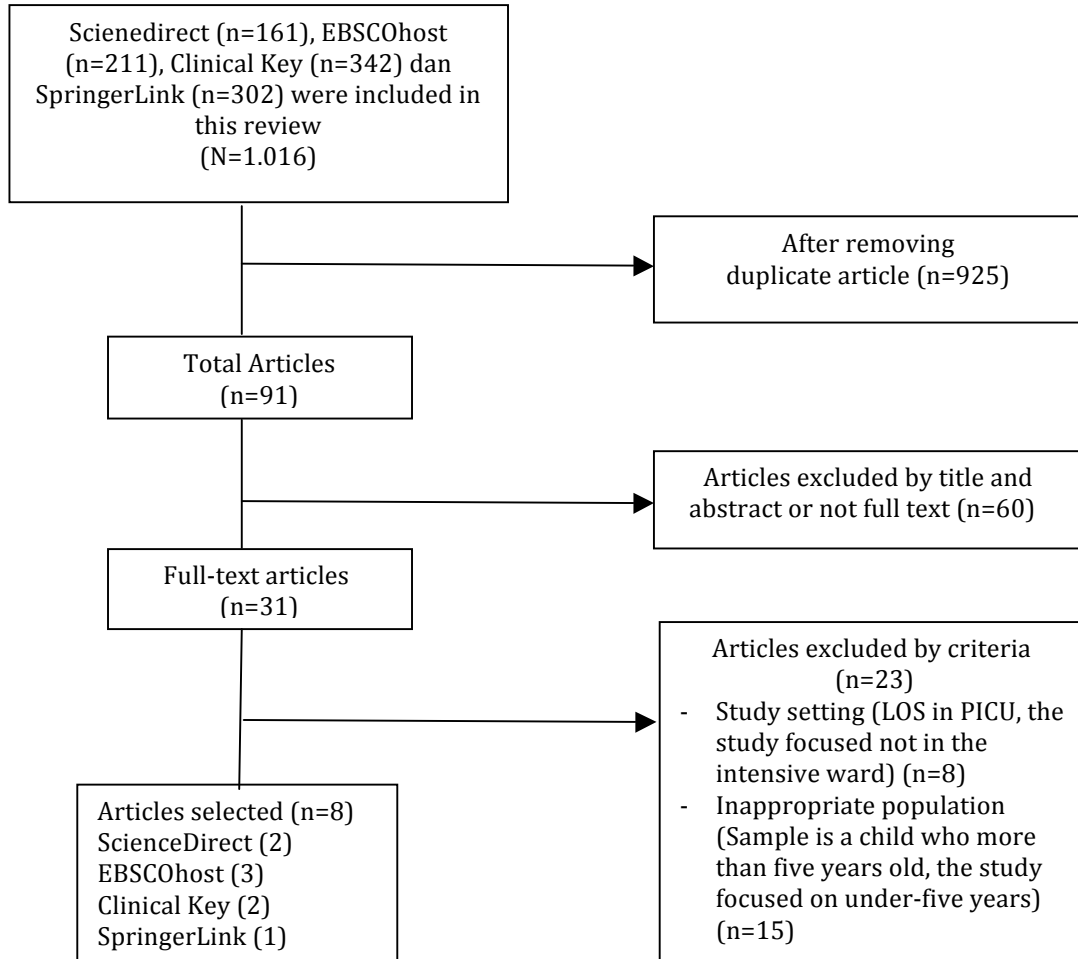 Scienedirect (n=161), EBSCOhost
(n=211), Clinical Key (n=342) dan
SpringerLink (n=302) were included in
this review
(N=1.016)
After removing
duplicate article (n=925)
Total Articles
(n=91)
Articles excluded by title and
abstract or not full text (n=60)
Full-text articles
(n=31)
Articles excluded by criteria
(n=23)
- Study setting (LOS in PICU, the
study focused not in the
intensive ward) (n=8)
- Inappropriate population
(Sample is a child who more
than five years old, the study
focused on under-five years)
(n=15)
Articles selected (n=8)
ScienceDirect (2)
EBSCOhost (3)
Clinical Key (2)
SpringerLink (1)